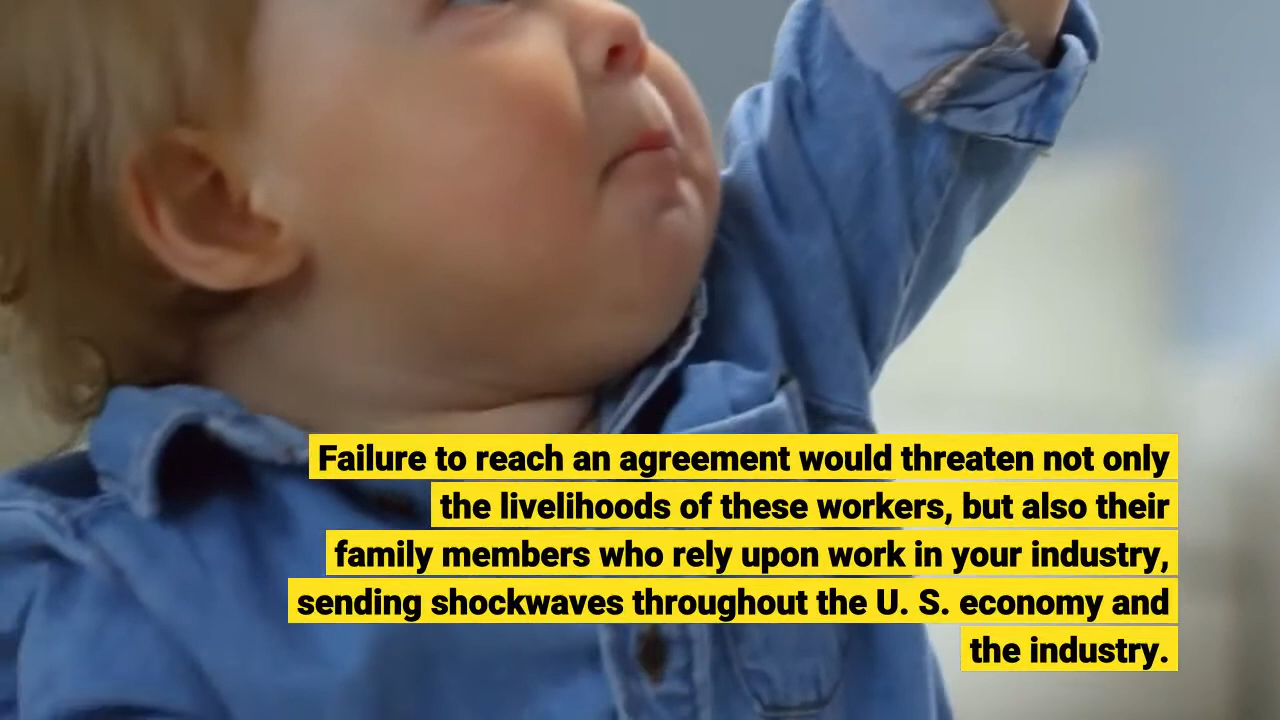 Failure to reach an agreement would threaten not only
the livelihoods of these workers, but also their
family members who rely upon work in your industry,
sending shockwaves throughout the U. S. economy and
the industry.